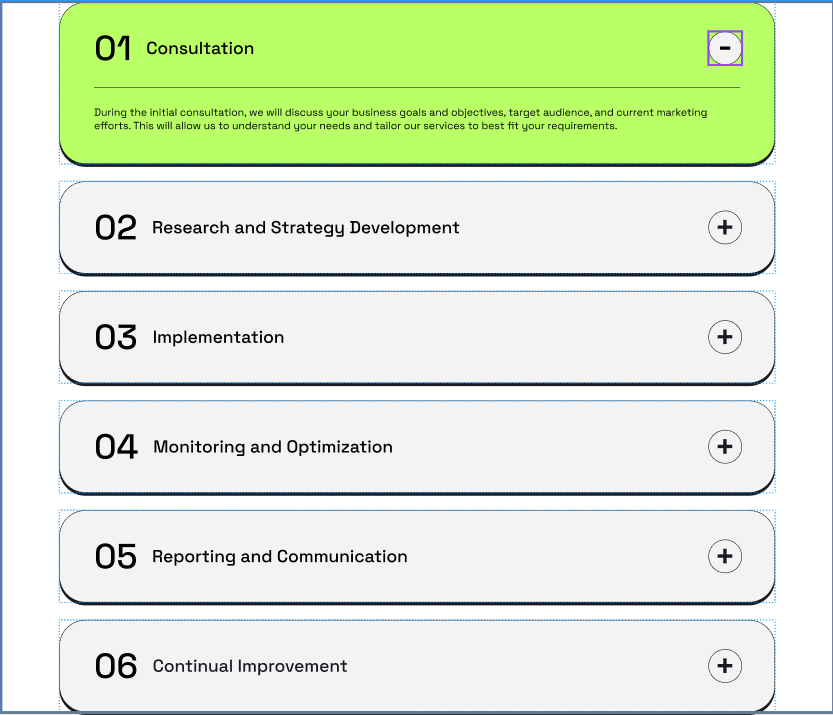 01 Consultation
During the initial consultation, we will discuss your business goals and objectives, target audience, and current marketing
efforts. This will allow us to understand your needs and tailor our services to best fit your requirements.
02 Research and Strategy Development
03 Implementation
04 Monitoring and Optimization
05 Reporting and Communication
06 Continual Improvement